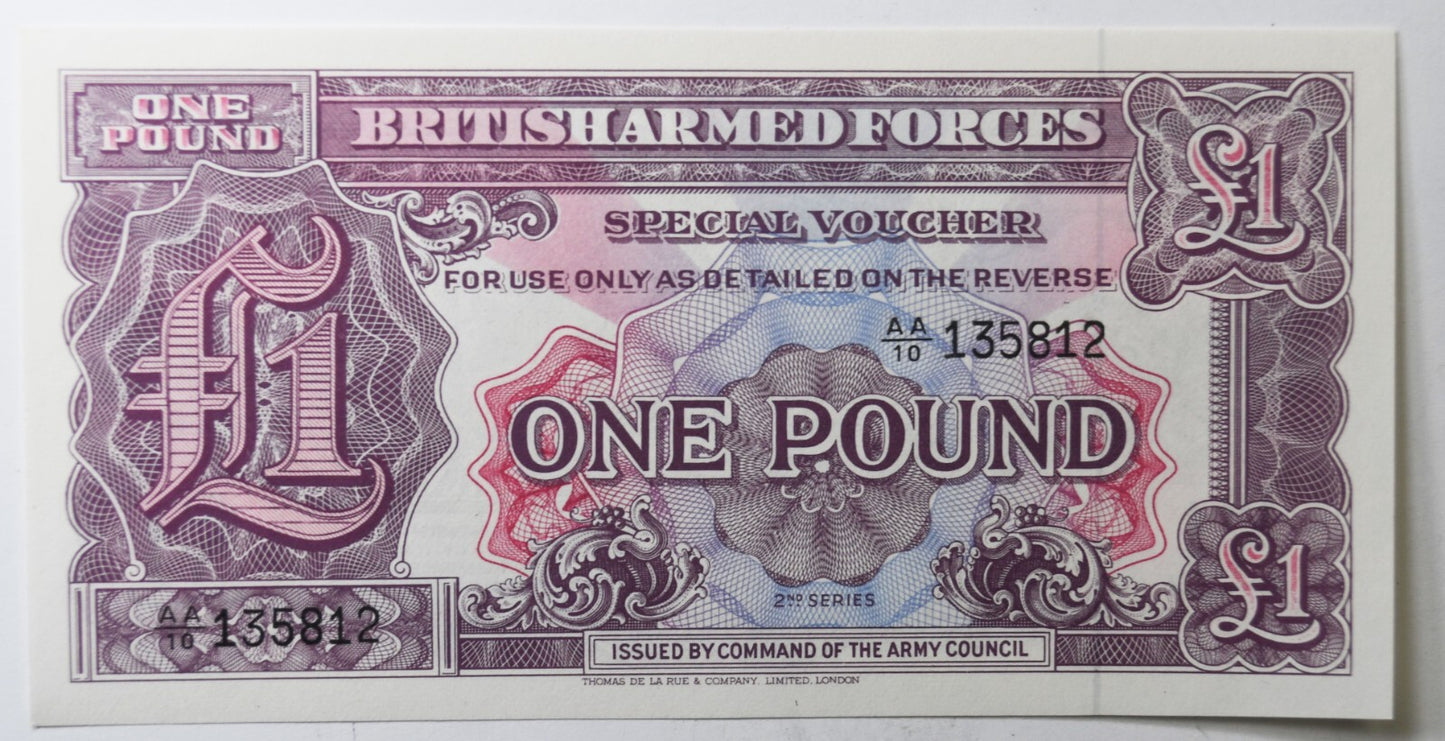 ONE
POUND
BRITISH ARMED FORCES
£1
SPECIAL VOUCHER
FOR USE ONLY AS DETAILED ON THE REVERSE
£1
AA/10 135812
ONE POUND
2ND SERIES
£1
AA/10 135812
ISSUED BY COMMAND OF THE ARMY COUNCIL
THOMAS DE LA RUE & COMPANY, LIMITED, LONDON